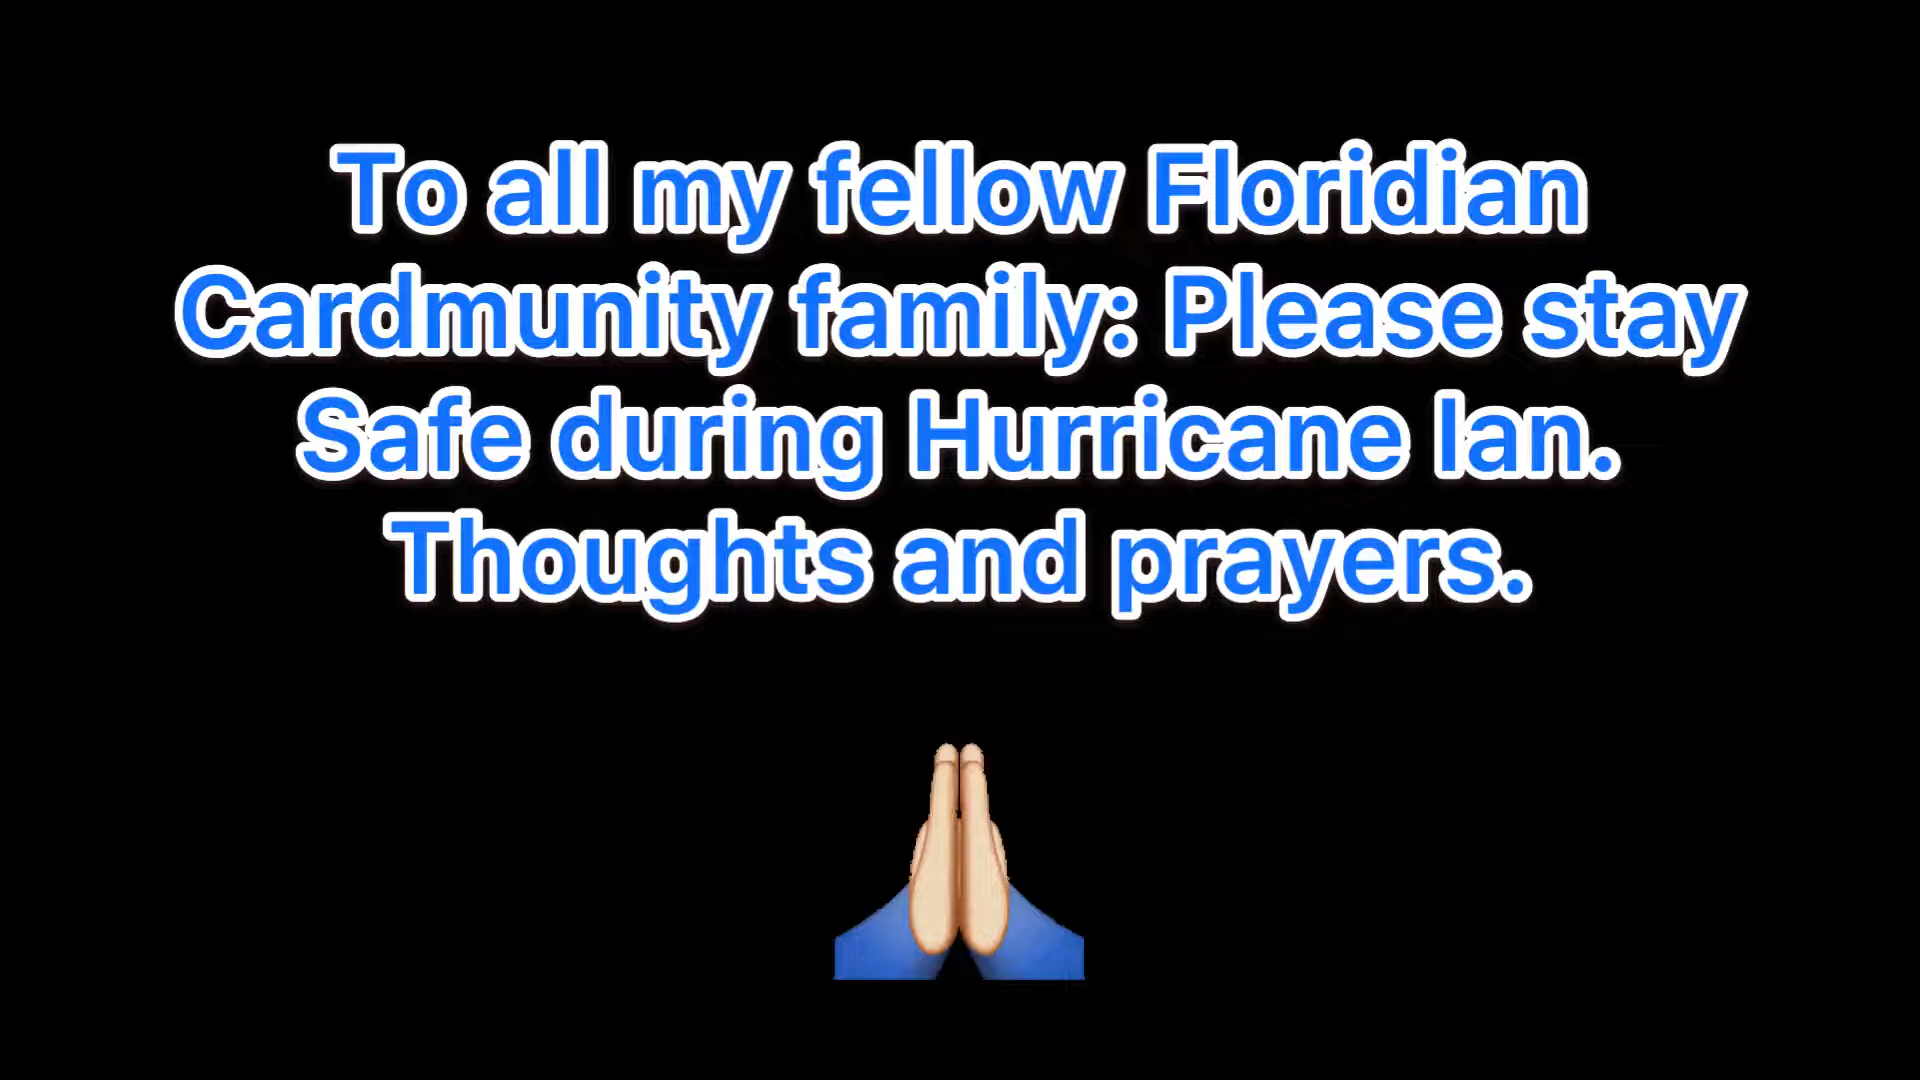 To all my fellow Floridian
Cardmunity family: Please stay
Safe during Hurricane Ian.
Thoughts and prayers.